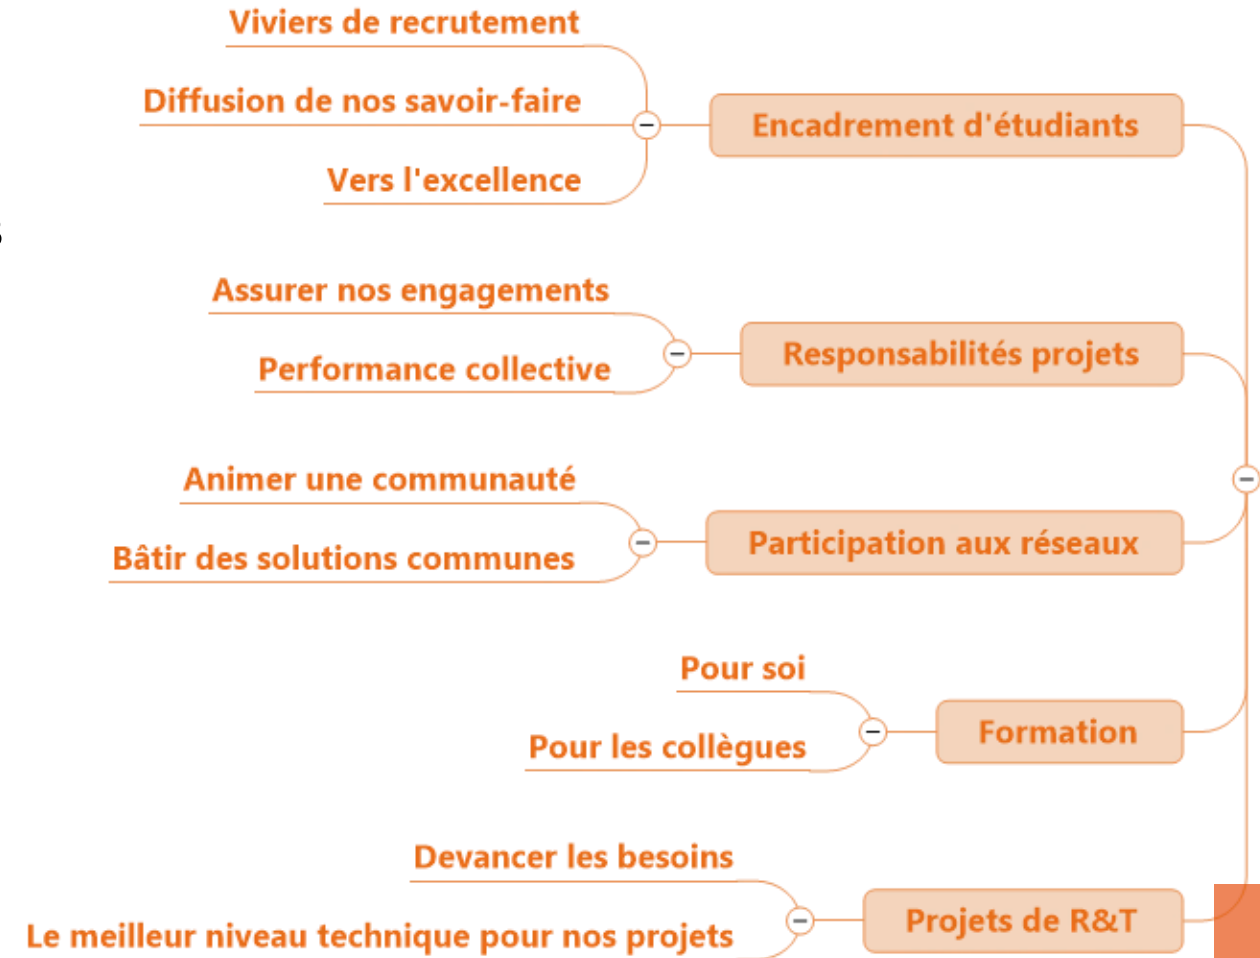 Viviers de recrutement
Diffusion de nos savoir-faire
Vers l'excellence
Encadrement d'étudiants
Assurer nos engagements
Performance collective
Responsabilités projets
Animer une communauté
Bâtir des solutions communes
Participation aux réseaux
Pour soi
Pour les collègues
Formation
Devancer les besoins
Le meilleur niveau technique pour nos projets
Projets de R&T